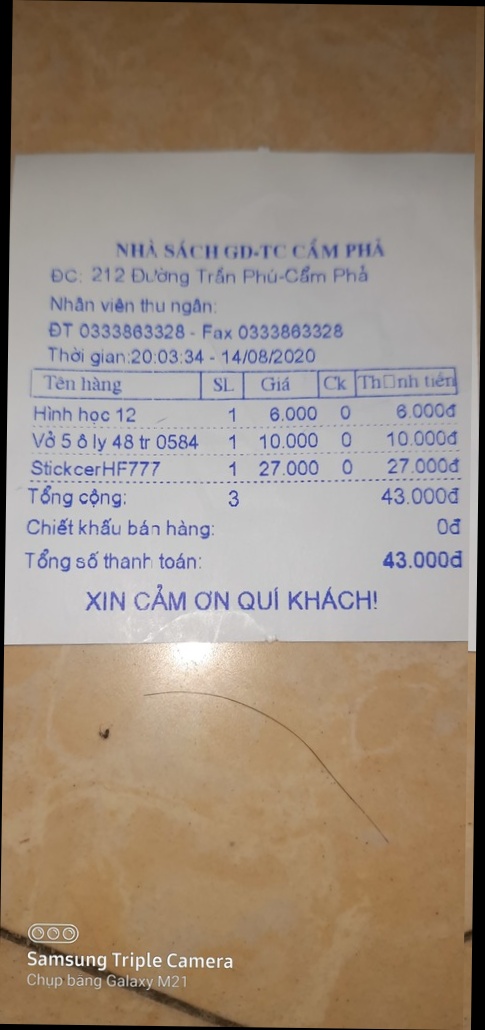 NHÀ SÁCH GD-TC CẨM PHẢ
ĐC: 212 Đường Trần Phú-Cẩm Phả
Nhân viên thu ngân:
ĐT 0333863328 - Fax 0333863328
Thời gian:20:03:34 - 14/08/2020
Tên hàng SL Giá Ck Th□nh tiền
Hình học 12 1 6.000 0 6.000đ
Vở 5 ô ly 48 tr 0584 1 10.000 0 10.000đ
StickcerHF777 1 27.000 0 27.000đ
Tổng cộng: 3 43.000đ
Chiết khấu bán hàng: 0đ
Tổng số thanh toán: 43.000đ
XIN CẢM ƠN QUÍ KHÁCH!
Samsung Triple Camera
Chụp bằng Galaxy M21